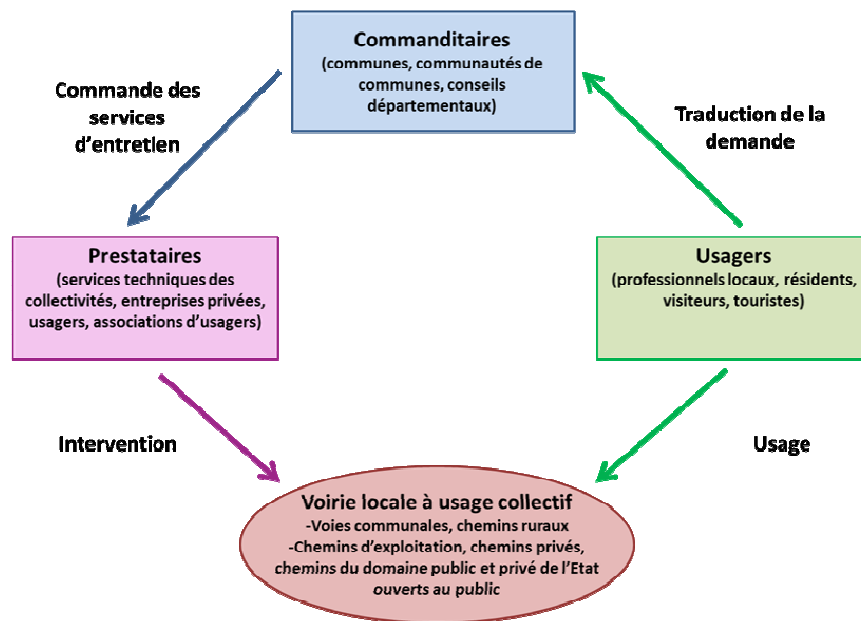 Commanditaires
(communes, communautés de
communes, conseils
départementaux)
Commande des
services
d'entretien
Traduction de la
demande
Prestataires
(services techniques des
collectivités, entreprises privées,
usagers, associations d'usagers)
Usagers
(professionnels locaux, résidents,
visiteurs, touristes)
Intervention
Usage
Voirie locale à usage collectif
-Voies communales, chemins ruraux
-Chemins d'exploitation, chemins privés,
chemins du domaine public et privé de l'Etat
ouverts au public